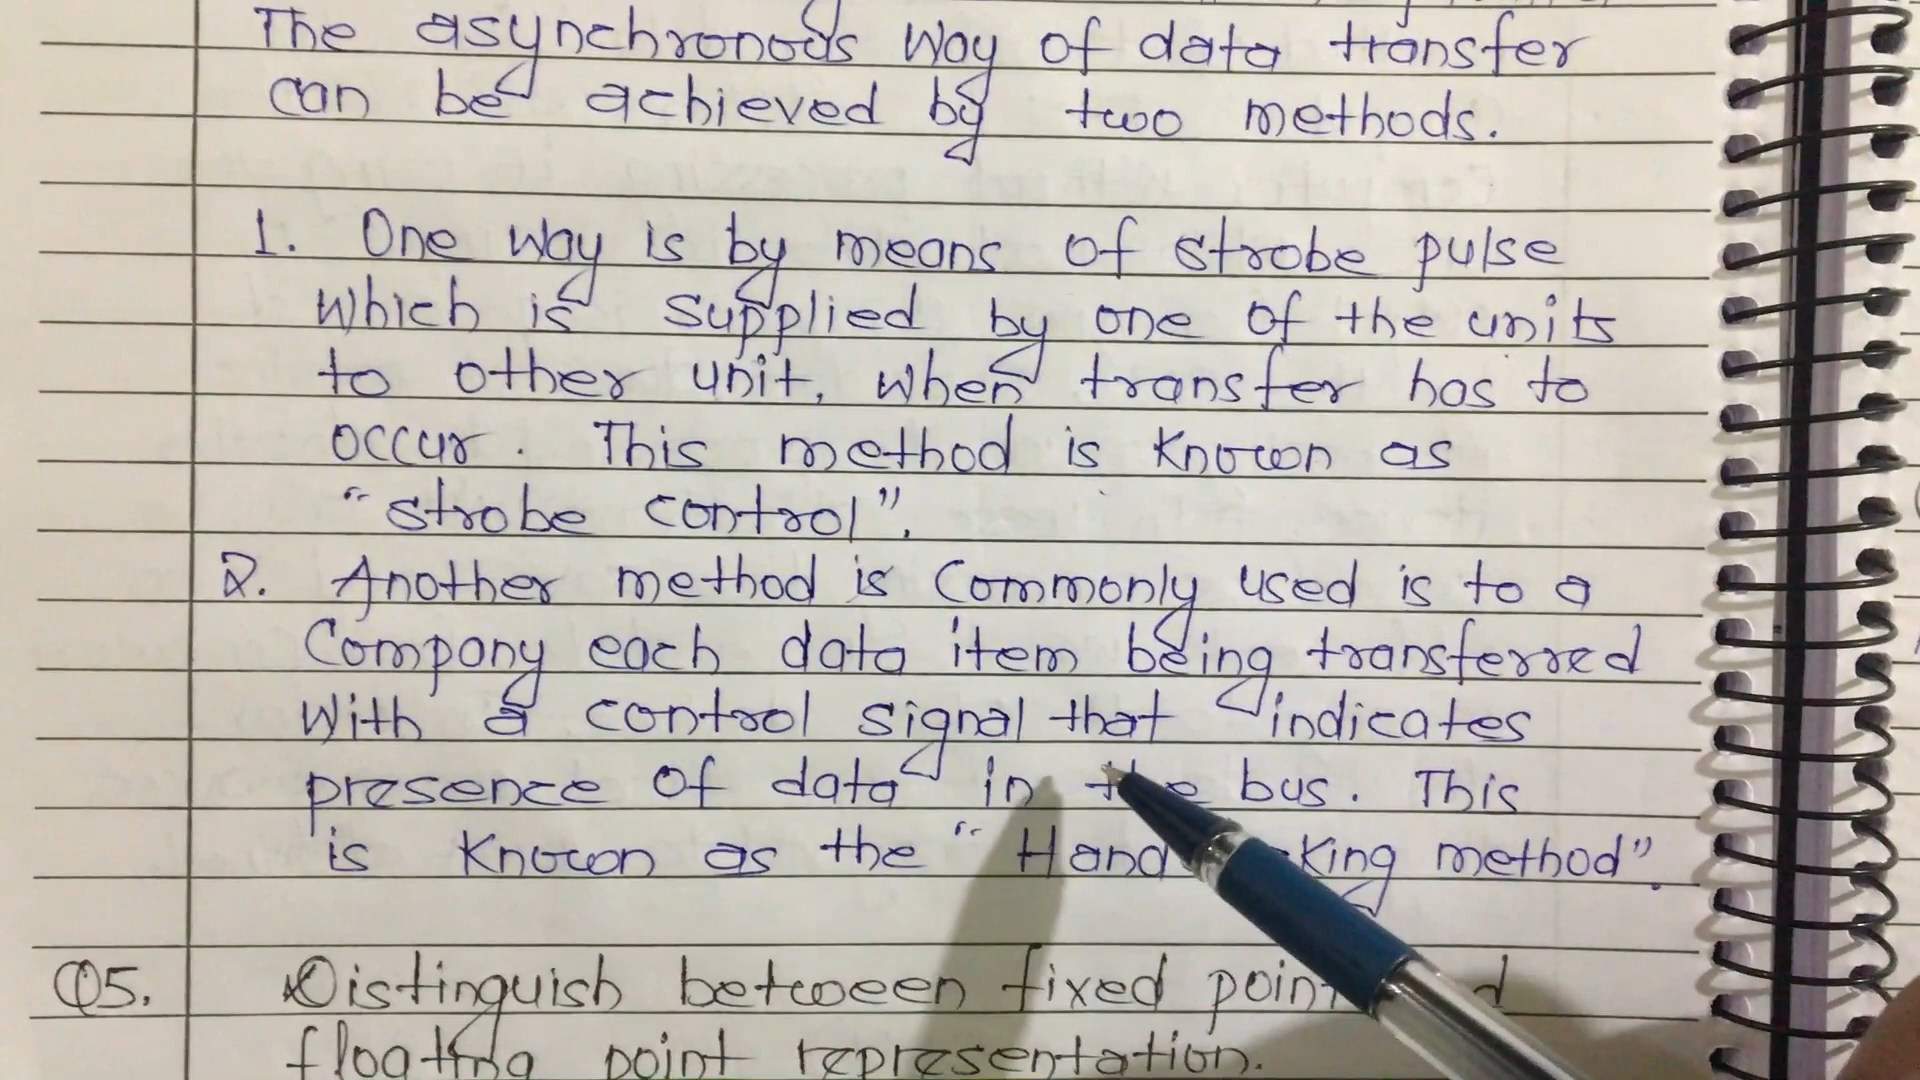 The asynchronous way of data transfer
can be achieved by two methods.
1. One way is by means of strobe pulse
which is supplied by one of the units
to other unit, when transfer has to
occur. This method is known as
“strobe control”.
2. Another method is commonly used is to a
company each data item being transferred
with a control signal that indicates
presence of data in the bus. This
is known as the “Hand king method”.
Q5. Distinguish between fixed point
floating point representation.